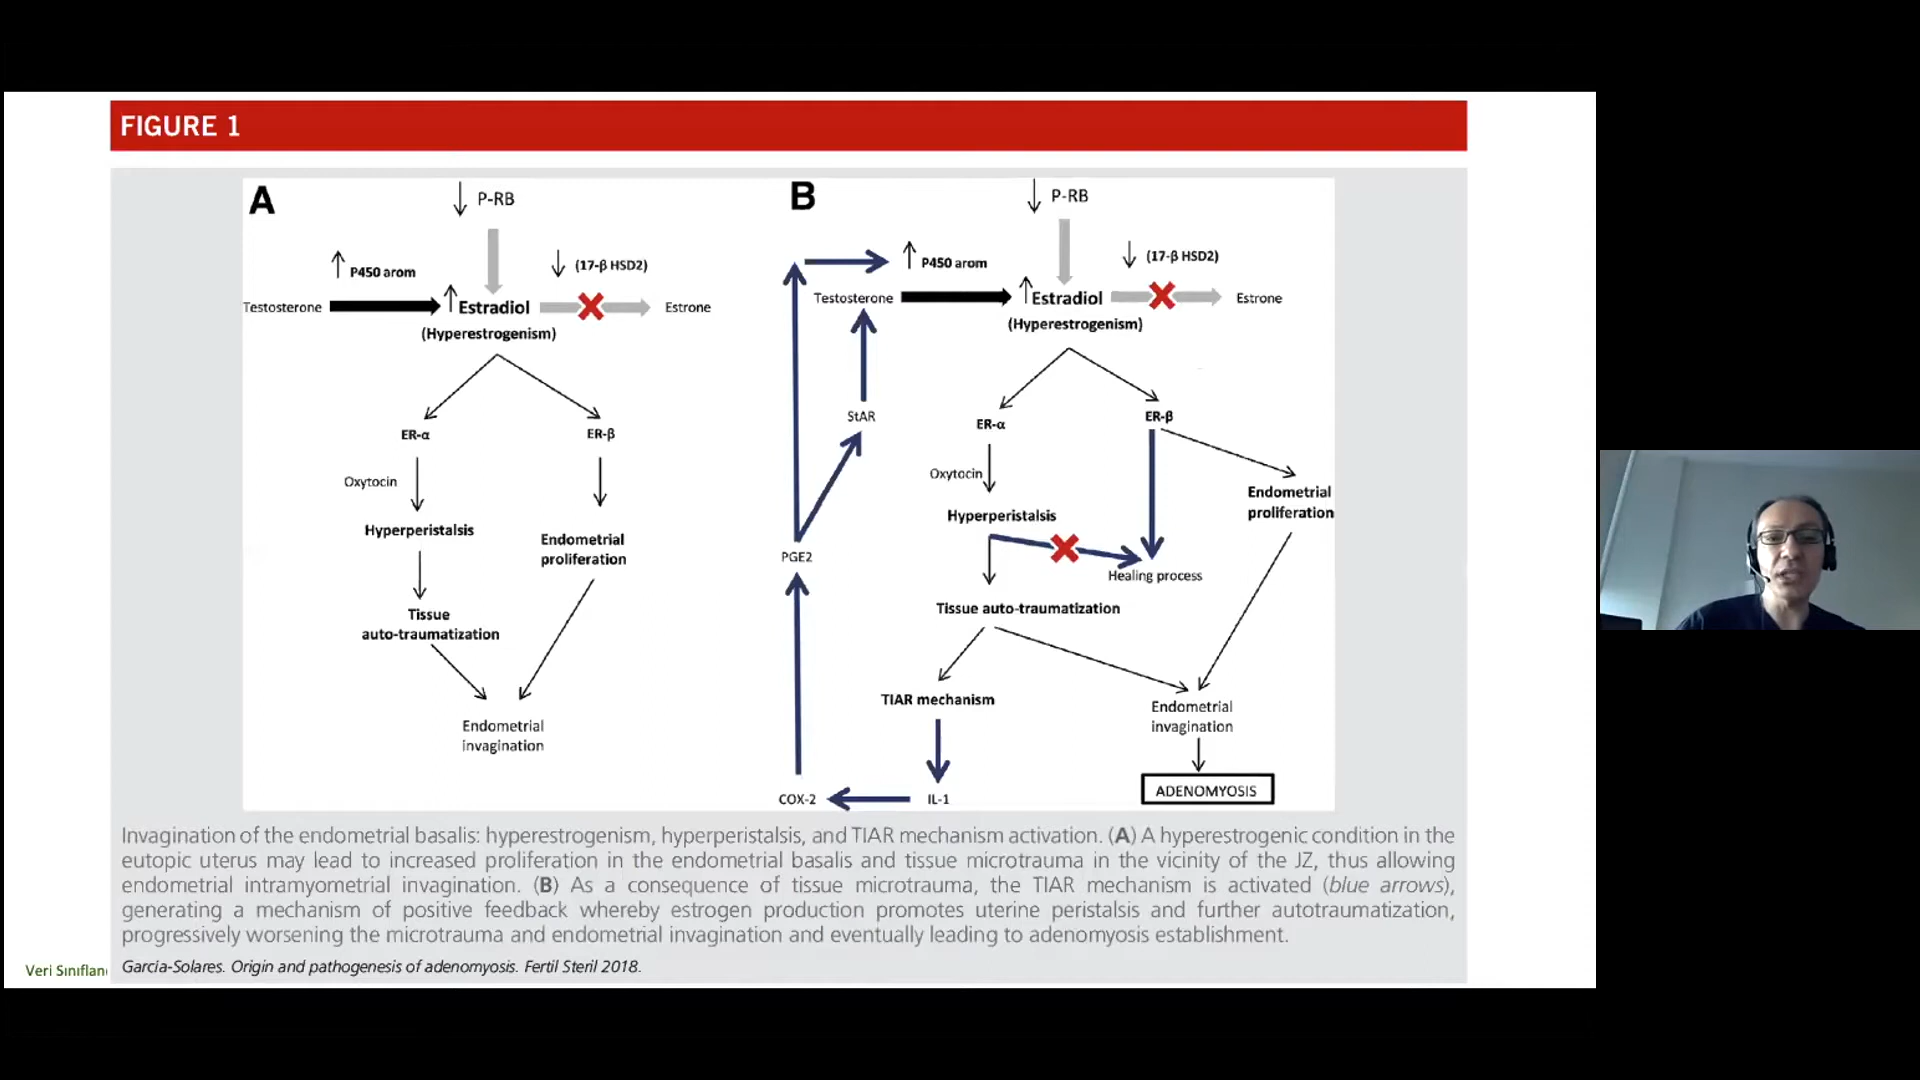 FIGURE 1
A
P-RB
P450 arom
(17-β HSD2)
Testosterone
Estradiol
Estrone
(Hyperestrogenism)
ER-α
ER-β
Oxytocin
Hyperperistalsis
Endometrial
proliferation
Tissue
auto-traumatization
Endometrial
invagination
B
P-RB
P450 arom
(17-β HSD2)
Testosterone
Estradiol
Estrone
(Hyperestrogenism)
StAR
ER-α
ER-β
Oxytocin
Endometrial
proliferation
Hyperperistalsis
PGE2
Healing process
Tissue auto-traumatization
TIAR mechanism
Endometrial
invagination
COX-2
IL-1
ADENOMYOSIS
Invagination of the endometrial basalis: hyperestrogenism, hyperperistalsis, and TIAR mechanism activation. (A) A hyperestrogenic condition in the
eutopic uterus may lead to increased proliferation in the endometrial basalis and tissue microtrauma in the vicinity of the JZ, thus allowing
endometrial intramyometrial invagination. (B) As a consequence of tissue microtrauma, the TIAR mechanism is activated (blue arrows),
generating a mechanism of positive feedback whereby estrogen production promotes uterine peristalsis and further autotraumatization,
progressively worsening the microtrauma and endometrial invagination and eventually leading to adenomyosis establishment.
García-Solares. Origin and pathogenesis of adenomyosis. Fertil Steril 2018.
Veri Sınıflan